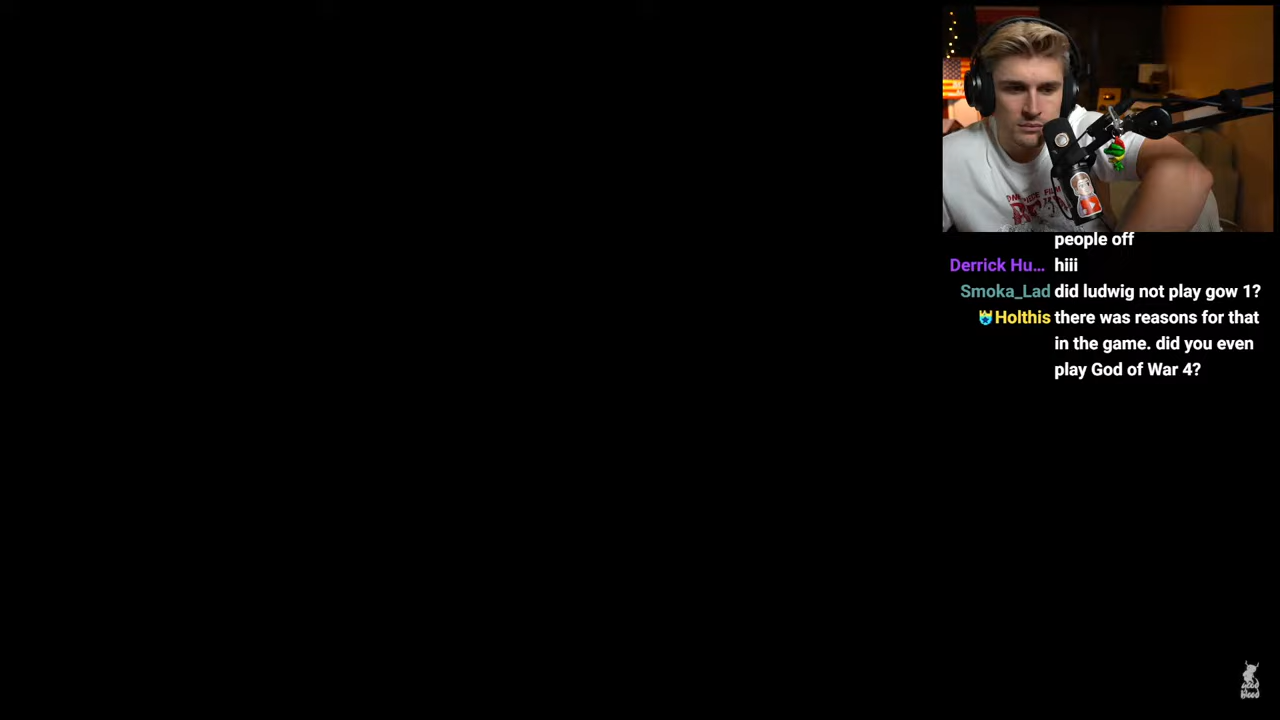 people off
Derrick Hu... hiii
Smoka_Lad did ludwig not play gow 1?
Holthis there was reasons for that
in the game. did you even
play God of War 4?